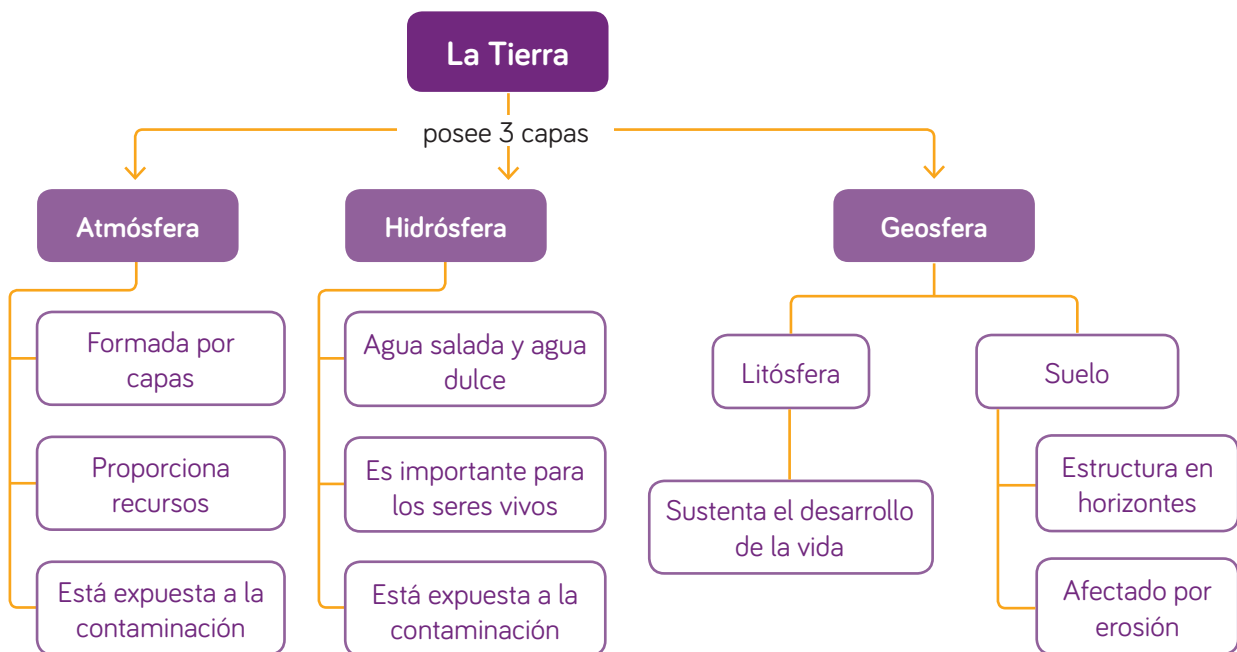 La Tierra
posee 3 capas
Atmósfera
Formada por
capas
Proporciona
recursos
Está expuesta a la
contaminación
Hidrósfera
Agua salada y agua
dulce
Es importante para
los seres vivos
Está expuesta a la
contaminación
Geosfera
Litósfera
Sustenta el desarrollo
de la vida
Suelo
Estructura en
horizontes
Afectado por
erosión